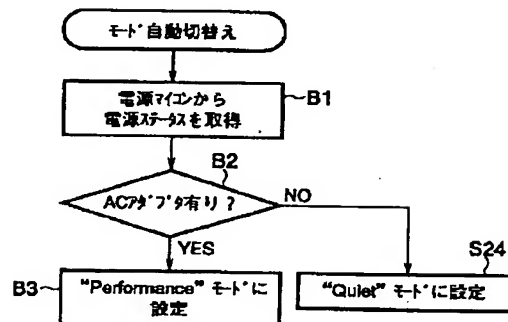 モード自動切替え
電源マイコンから
電源ステータスを取得
B1
B2
ACアダプタ有り？
NO
YES
S24
B3
“Performance” モードに
設定
“Quiet” モードに設定